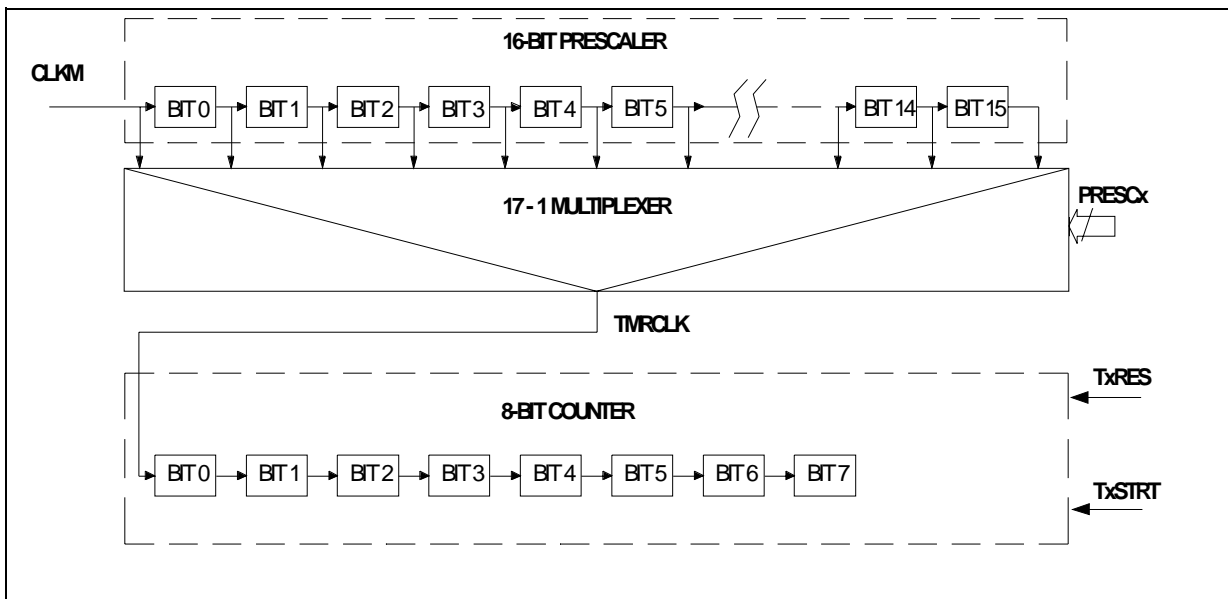 16-BIT PRESCALER
CLKM
BIT 0 BIT 1 BIT 2 BIT 3 BIT 4 BIT 5 BIT 14 BIT 15
17 - 1 MULTIPLEXER
PRESCx
TMRCLK
TxRES
8-BIT COUNTER
BIT 0 BIT 1 BIT 2 BIT 3 BIT 4 BIT 5 BIT 6 BIT 7
TxSTRT